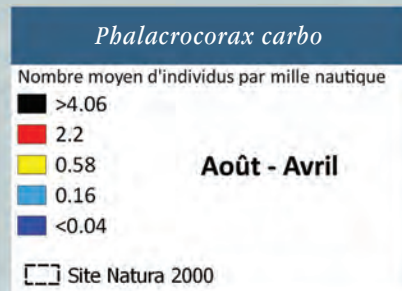 Phalacrocorax carbo
Nombre moyen d'individus par mille nautique
>4.06
2.2
0.58
Août - Avril
0.16
<0.04
Site Natura 2000